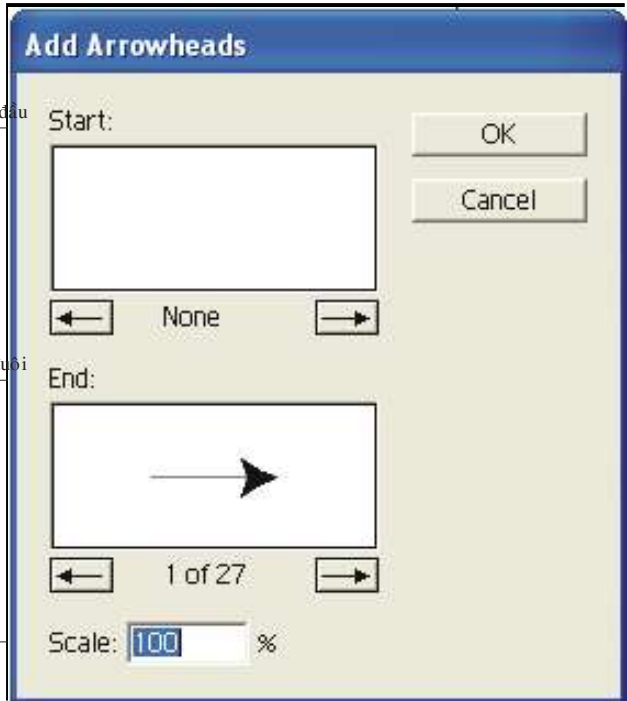 Add Arrowheads
đầu
Start:
OK
Cancel
None
uôi
End:
1 of 27
Scale: 100 %